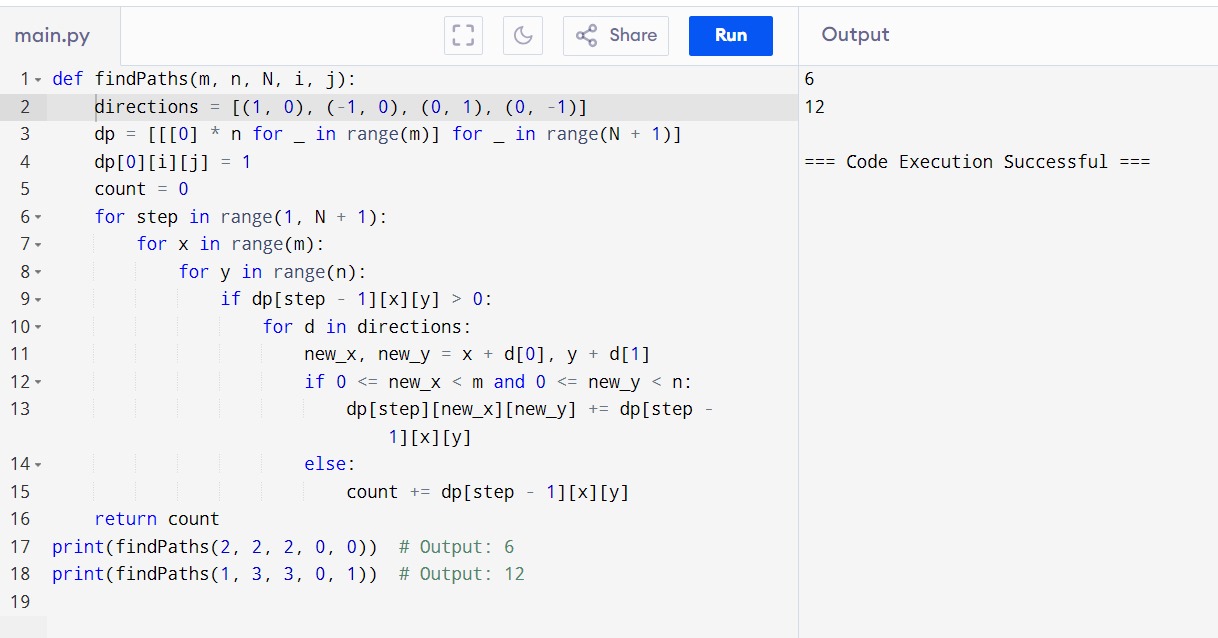 main.py
Share
Run
Output
1 def findPaths(m, n, N, i, j):
2     directions = [(1, 0), (-1, 0), (0, 1), (0, -1)]
3     dp = [[[0] * n for _ in range(m)] for _ in range(N + 1)]
4     dp[0][i][j] = 1
5     count = 0
6     for step in range(1, N + 1):
7         for x in range(m):
8             for y in range(n):
9                 if dp[step - 1][x][y] > 0:
10                     for d in directions:
11                         new_x, new_y = x + d[0], y + d[1]
12                         if 0 <= new_x < m and 0 <= new_y < n:
13                             dp[step][new_x][new_y] += dp[step -
                                1][x][y]
14                         else:
15                             count += dp[step - 1][x][y]
16     return count
17 print(findPaths(2, 2, 2, 0, 0))  # Output: 6
18 print(findPaths(1, 3, 3, 0, 1))  # Output: 12
19
6
12
=== Code Execution Successful ===